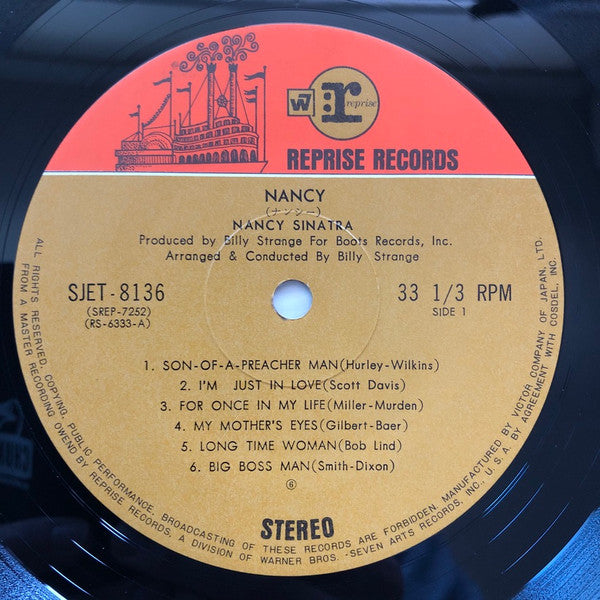 W7 r reprise
REPRISE RECORDS
NANCY
(ナンシー)
NANCY SINATRA
Produced by Billy Strange For Boots Records, Inc.
Arranged & Conducted By Billy Strange
SJET-8136
33 1/3 RPM
(SREP-7252)
SIDE 1
(RS-6333-A)
1. SON-OF-A-PREACHER MAN(Hurley-Wilkins)
2. I'M JUST IN LOVE(Scott Davis)
3. FOR ONCE IN MY LIFE(Miller-Murden)
4. MY MOTHER'S EYES(Gilbert-Baer)
5. LONG TIME WOMAN(Bob Lind)
6. BIG BOSS MAN(Smith-Dixon)
⑥
STEREO
ALL RIGHTS RESERVED. COPYING, PUBLIC PERFORMANCE, BROADCASTING OF THESE RECORDS ARE FORBIDDEN. MANUFACTURED BY VICTOR COMPANY OF JAPAN, LTD.
FROM A MASTER RECORDING OWEND BY REPRISE RECORDS, A DIVISION OF WARNER BROS.-SEVEN ARTS RECORDS, INC., U.S.A. BY AGREEMENT WITH COSDEL, INC.